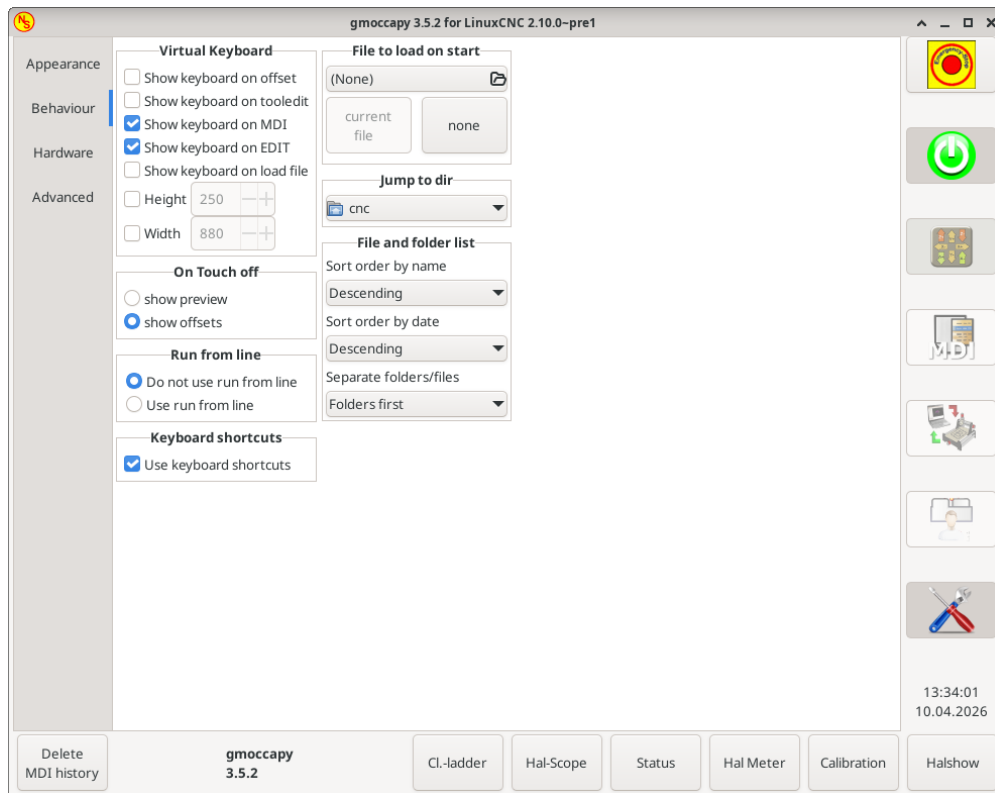 gmoccapy 3.5.2 for LinuxCNC 2.10.0~pre1
Appearance
Behaviour
Hardware
Advanced
Virtual Keyboard
Show keyboard on offset
Show keyboard on tooledit
Show keyboard on MDI
Show keyboard on EDIT
Show keyboard on load file
Height 250
Width 880
On Touch off
show preview
show offsets
Run from line
Do not use run from line
Use run from line
Keyboard shortcuts
Use keyboard shortcuts
File to load on start
(None)
current
file
none
Jump to dir
cnc
File and folder list
Sort order by name
Descending
Sort order by date
Descending
Separate folders/files
Folders first
Emergency-Stop
MDI
13:34:01
10.04.2026
Delete
MDI history
gmoccapy
3.5.2
Cl.-ladder
Hal-Scope
Status
Hal Meter
Calibration
Halshow